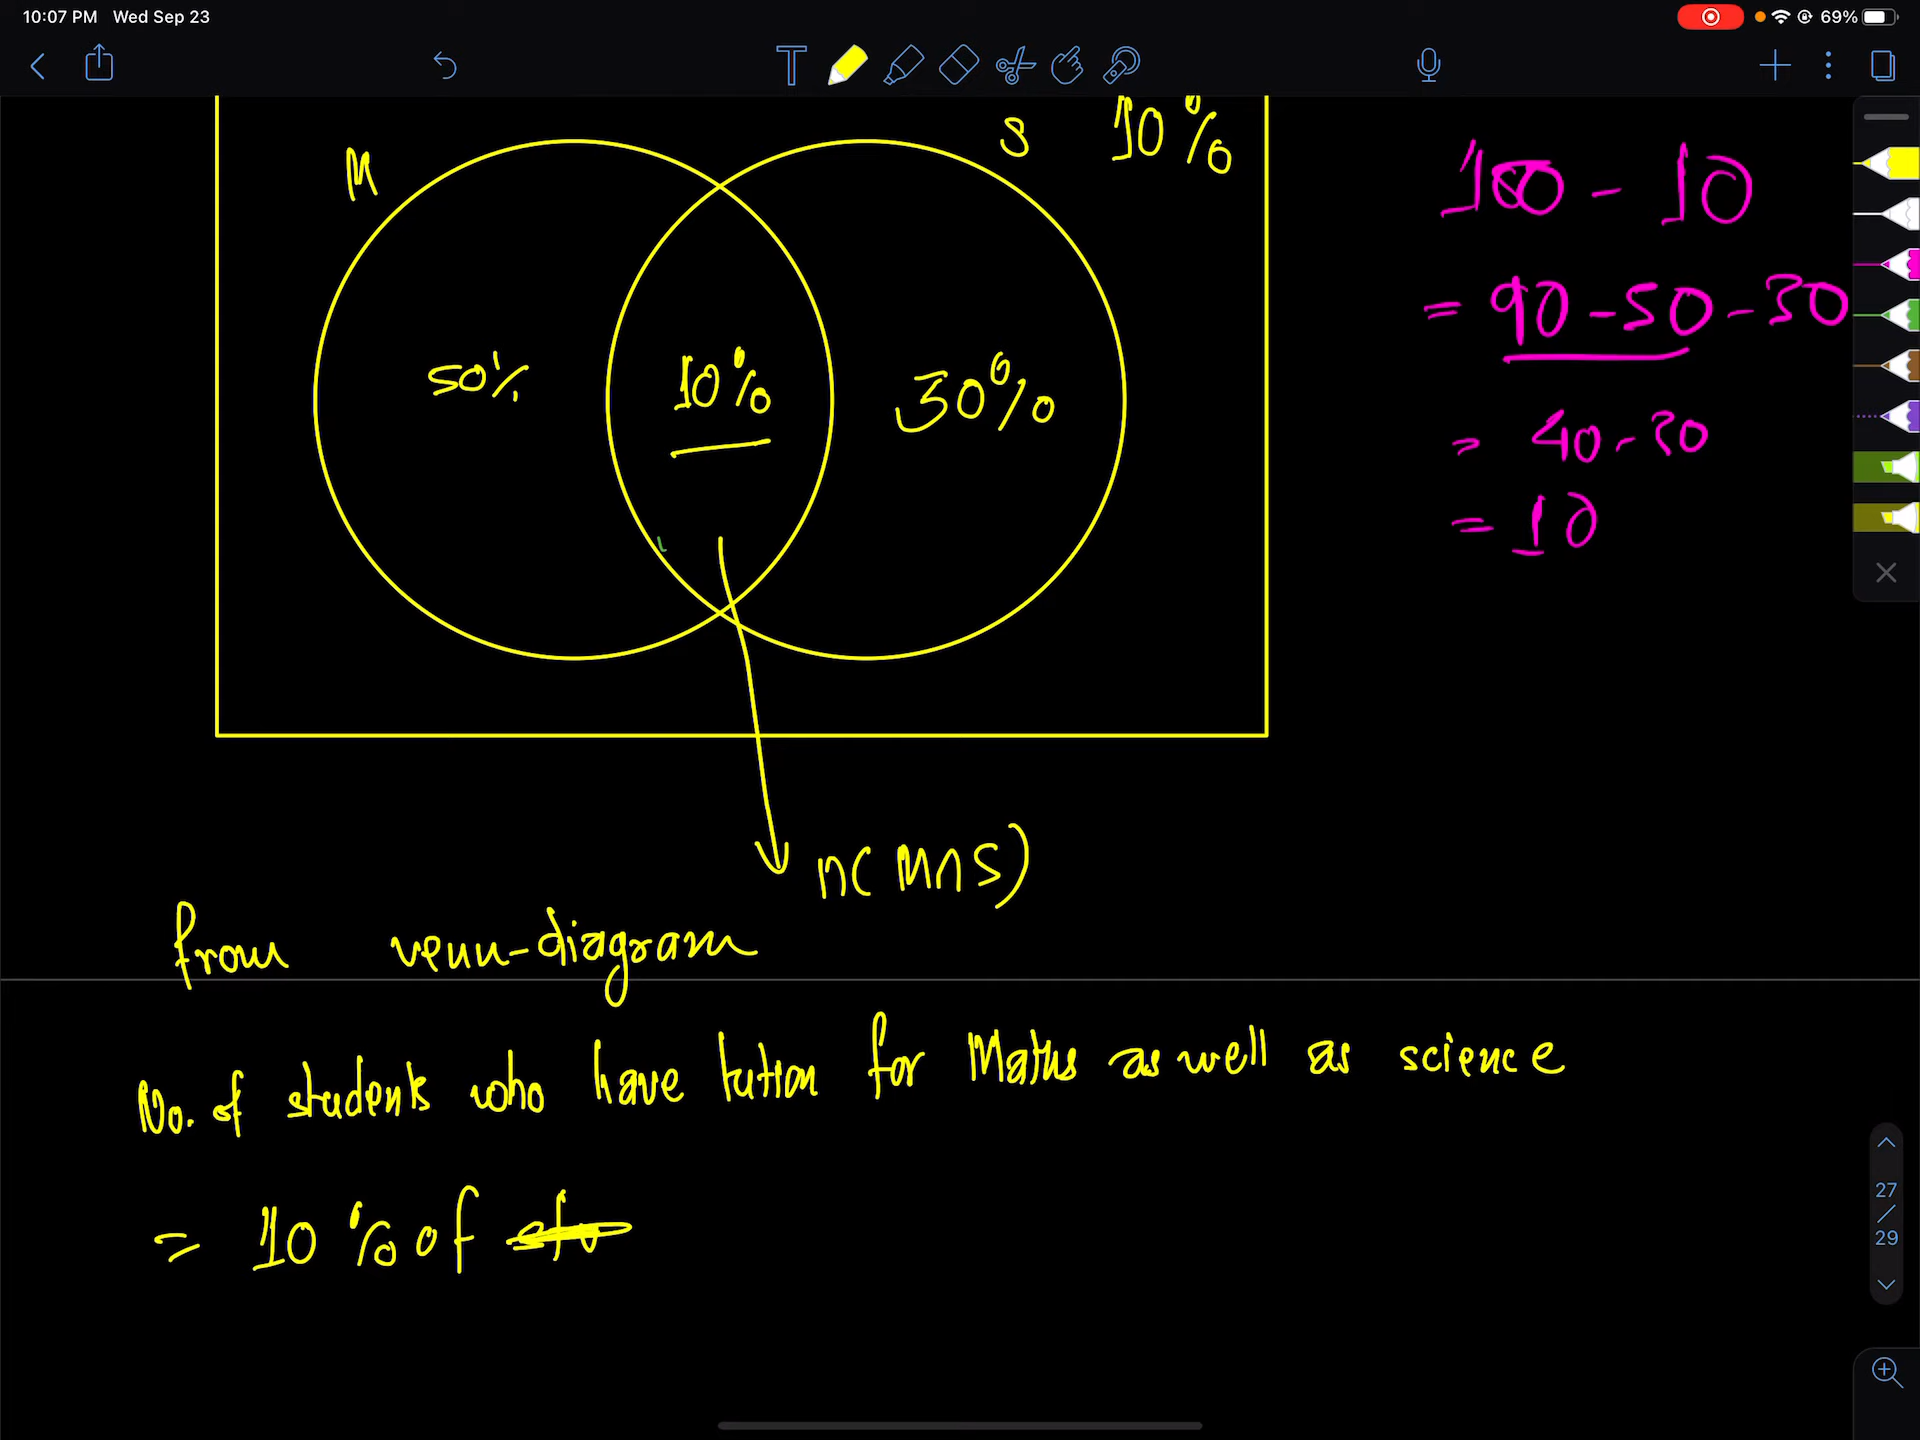 10:07 PM Wed Sep 23
69%
M
S 10%
50%
10%
30%
100 - 10
= 90 - 50 - 30
= 40 - 30
= 10
n(M∩S)
from venn-diagram
No. of students who have tution for Maths as well as science
= 10% of
27
/
29